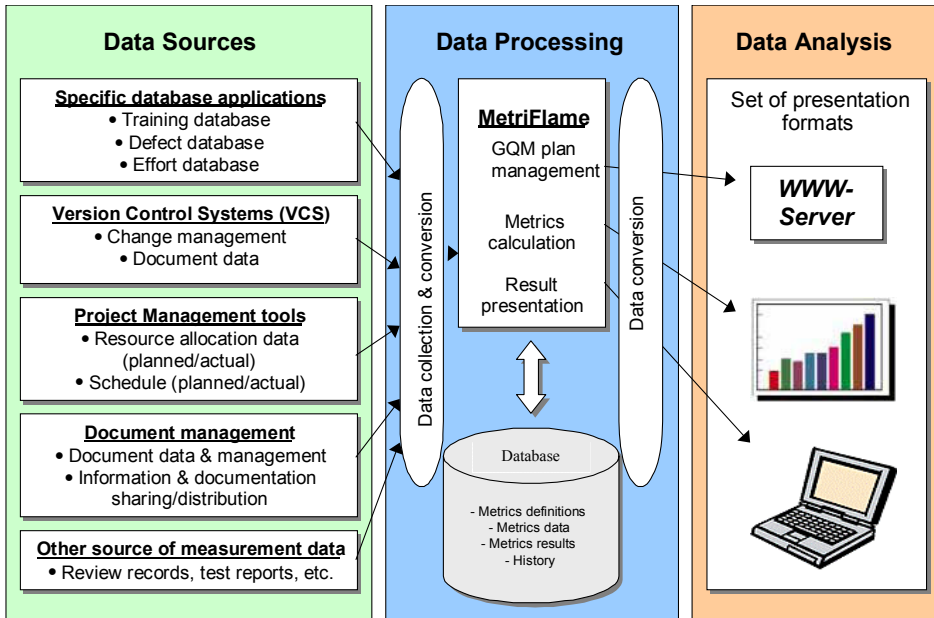 Data Sources
Specific database applications
• Training database
• Defect database
• Effort database
Version Control Systems (VCS)
• Change management
• Document data
Project Management tools
• Resource allocation data
(planned/actual)
• Schedule (planned/actual)
Document management
• Document data & management
• Information & documentation
sharing/distribution
Other source of measurement data
• Review records, test reports, etc.
Data Processing
Data collection & conversion
MetriFlame
GQM plan
management
Metrics
calculation
Result
presentation
Database
- Metrics definitions
- Metrics data
- Metrics results
- History
Data conversion
Data Analysis
Set of presentation
formats
WWW-
Server